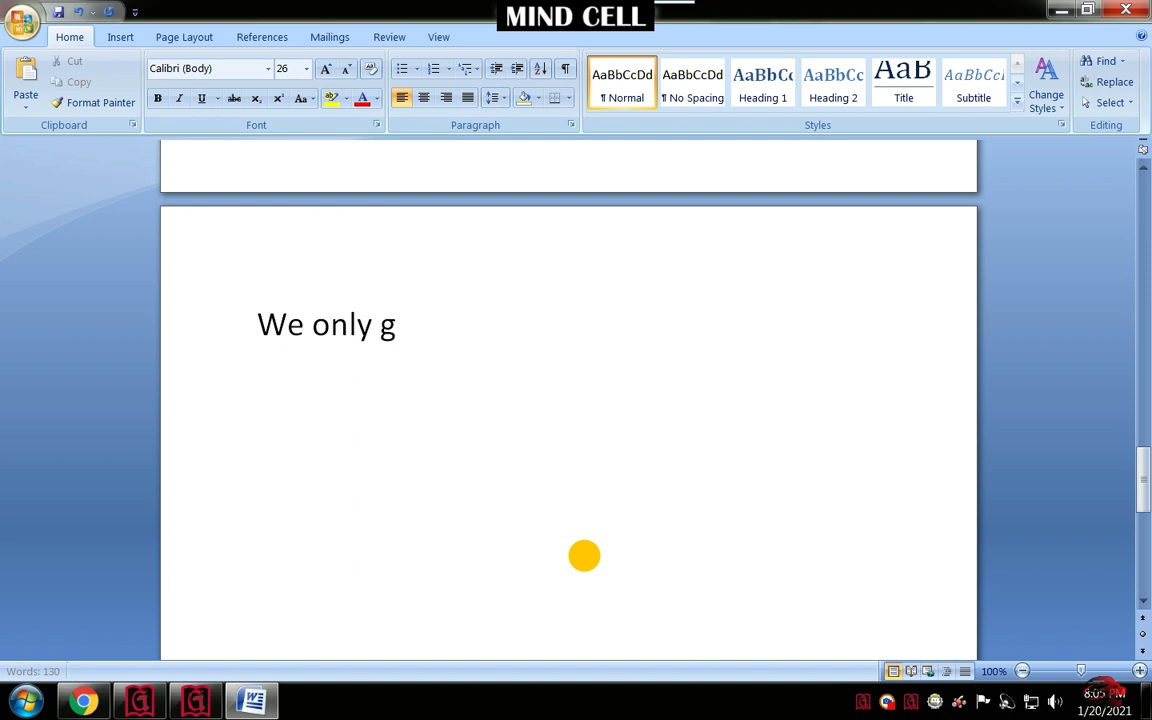 MIND CELL
Home Insert Page Layout References Mailings Review View
Paste
Cut
Copy
Format Painter
Clipboard
Calibri (Body) 26
Font
Paragraph
AaBbCcDd AaBbCcDd AaBbCc AaBbCc AaB AaBbCcI
¶ Normal ¶ No Spacing Heading 1 Heading 2 Title Subtitle
Change Styles
Styles
Find
Replace
Select
Editing
We only g
Words: 130
100%
8:05 PM
1/20/2021